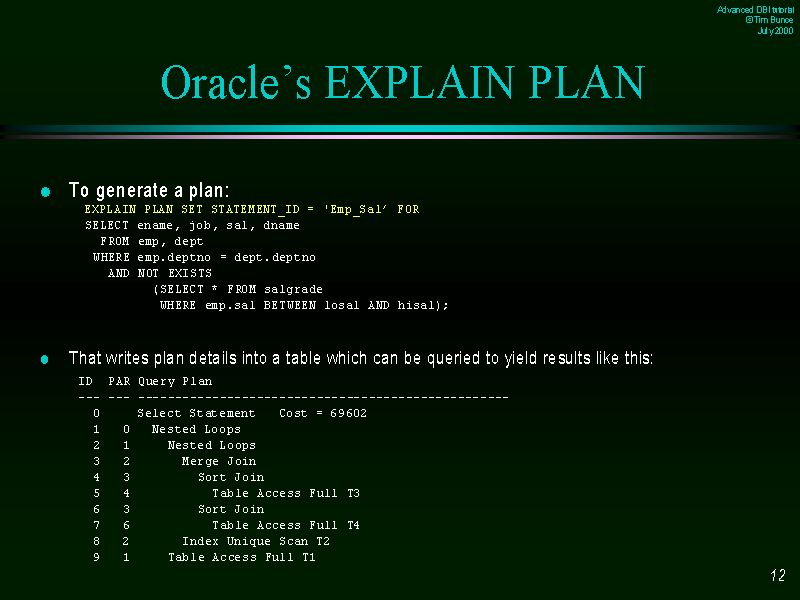 Advanced DBI tutorial
©Tim Bunce
July 2000
Oracle’s EXPLAIN PLAN
To generate a plan:
EXPLAIN PLAN SET STATEMENT_ID = 'Emp_Sal’ FOR
SELECT ename, job, sal, dname
FROM emp, dept
WHERE emp.deptno = dept.deptno
AND NOT EXISTS
(SELECT * FROM salgrade
WHERE emp.sal BETWEEN losal AND hisal);
That writes plan details into a table which can be queried to yield results like this:
ID PAR Query Plan
--- --- --------------------------------------------------
0 Select Statement Cost = 69602
1 0 Nested Loops
2 1 Nested Loops
3 2 Merge Join
4 3 Sort Join
5 4 Table Access Full T3
6 3 Sort Join
7 6 Table Access Full T4
8 2 Index Unique Scan T2
9 1 Table Access Full T1
12